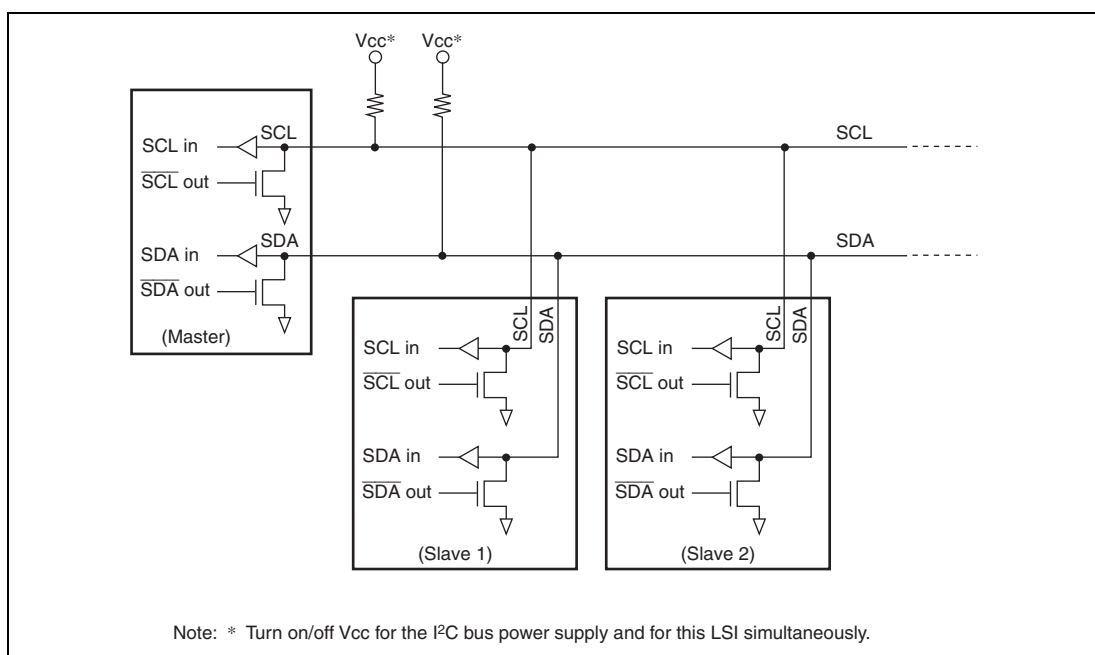 Vcc* Vcc*
SCL in SCL SCL
SCL out
SDA in SDA SDA
SDA out
(Master)
SCL SDA SCL SDA
SCL in SCL in
SCL out SCL out
SDA in SDA in
SDA out SDA out
(Slave 1) (Slave 2)
Note: * Turn on/off Vcc for the I²C bus power supply and for this LSI simultaneously.